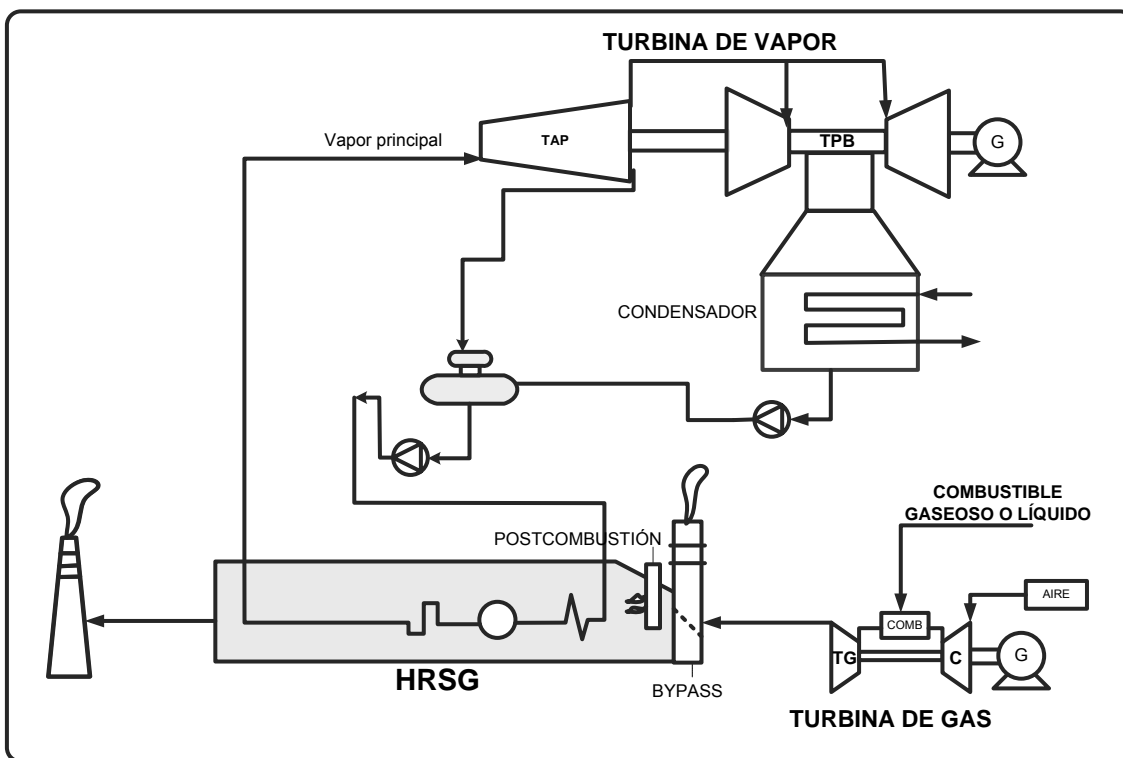 TURBINA DE VAPOR
Vapor principal
TAP
TPB
G
CONDENSADOR
COMBUSTIBLE
GASEOSO O LÍQUIDO
POSTCOMBUSTIÓN
AIRE
COMB
TG
C
G
HRSG
BYPASS
TURBINA DE GAS